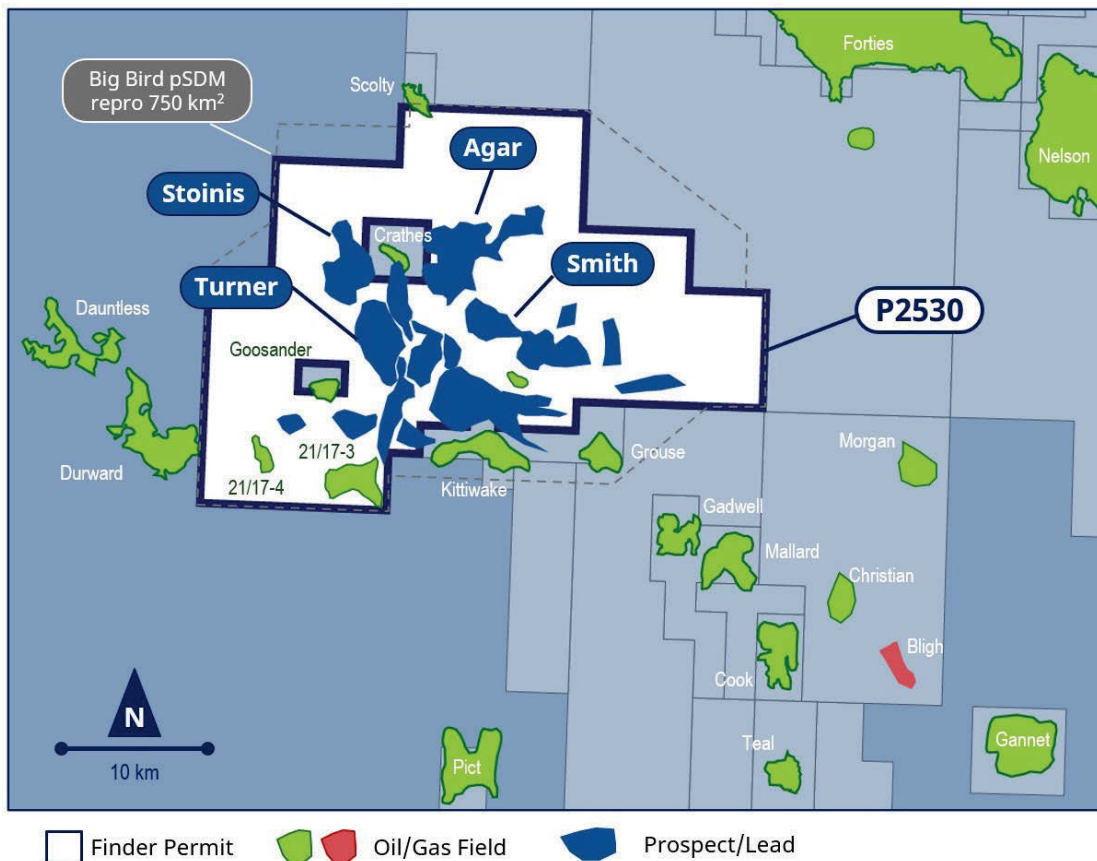 Forties
Big Bird pSDM
repro 750 km²
Scolty
Agar
Nelson
Stoinis
Crathes
Smith
Turner
P2530
Dauntless
Goosander
Morgan
21/17-3
Grouse
Durward
21/17-4
Kittiwake
Gadwell
Mallard
Christian
Bligh
Cook
N
Teal
Gannet
Pict
10 km
Finder Permit
Oil/Gas Field
Prospect/Lead